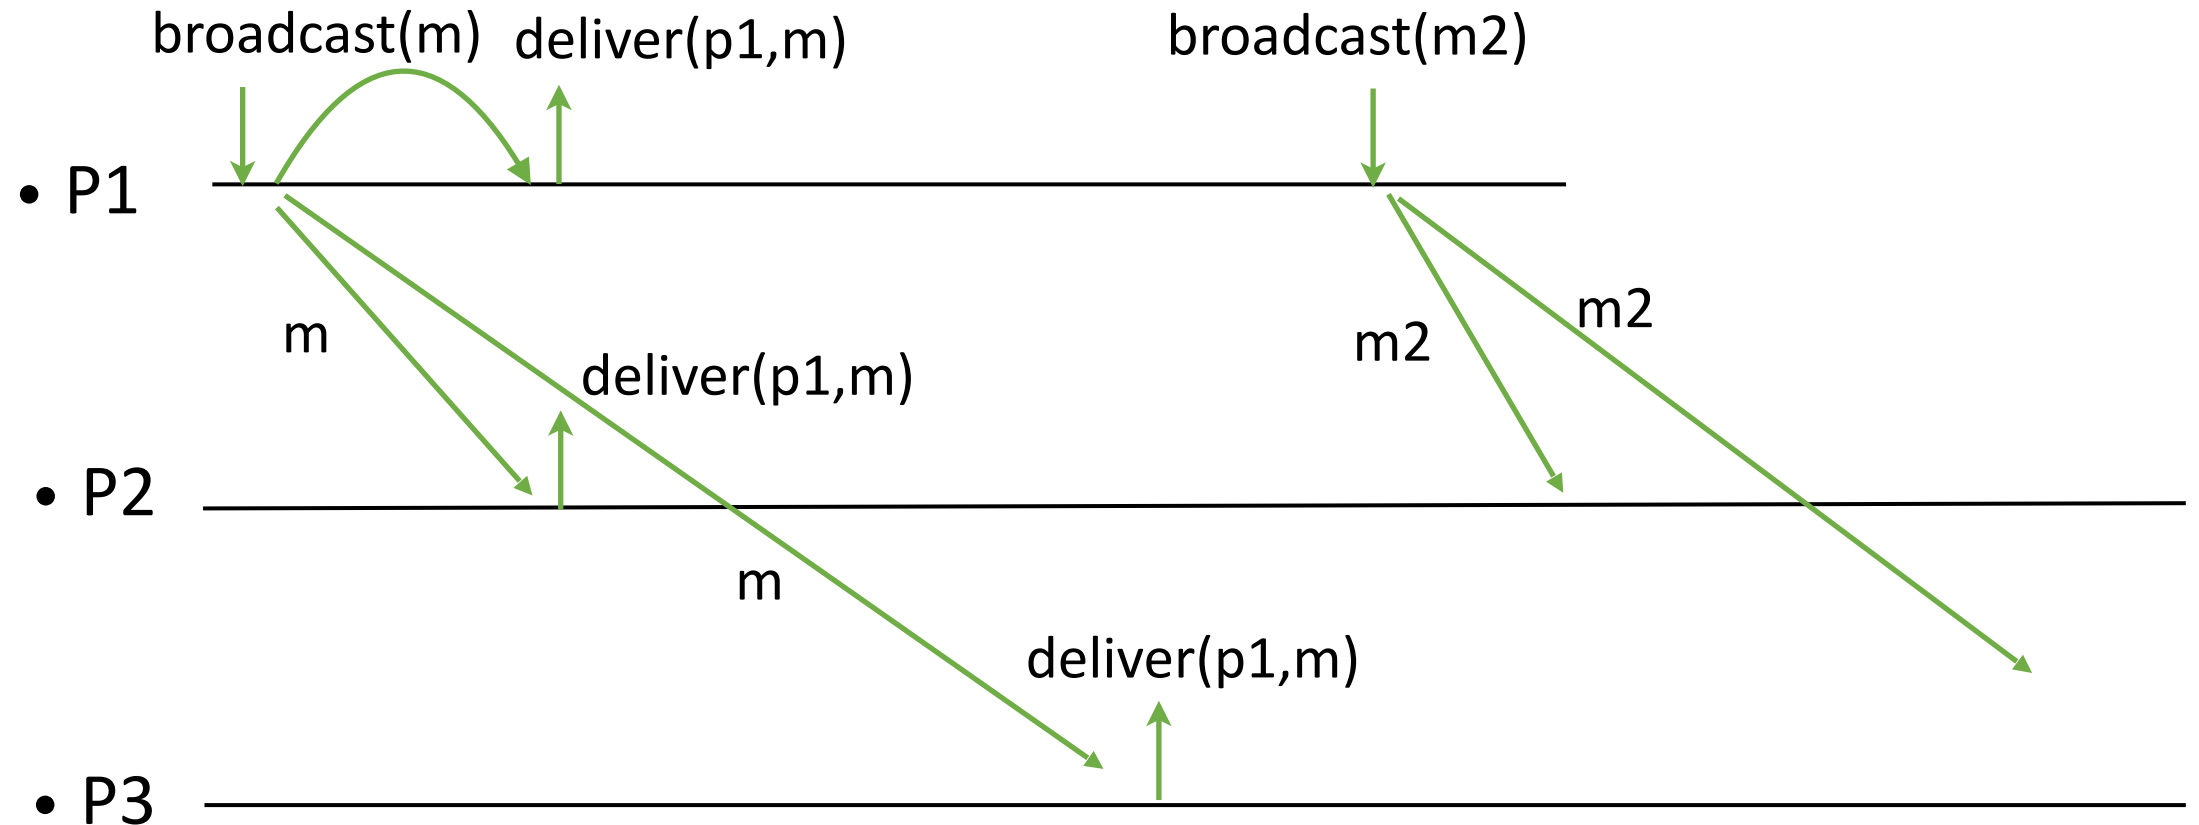 broadcast(m)
deliver(p1,m)
broadcast(m2)
• P1
m
m2
m2
deliver(p1,m)
• P2
m
deliver(p1,m)
• P3